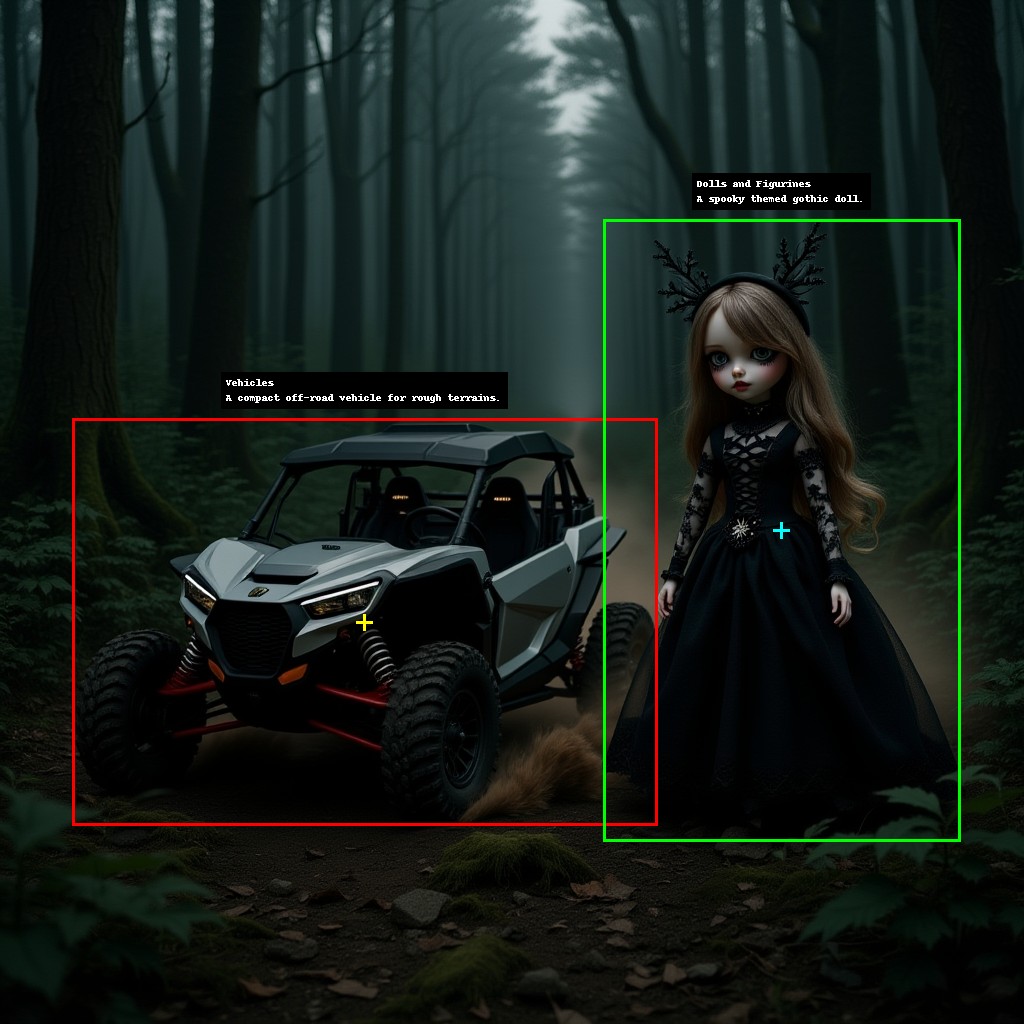 Dolls and Figurines
A spooky themed gothic doll.
Vehicles
A compact off-road vehicle for rough terrains.